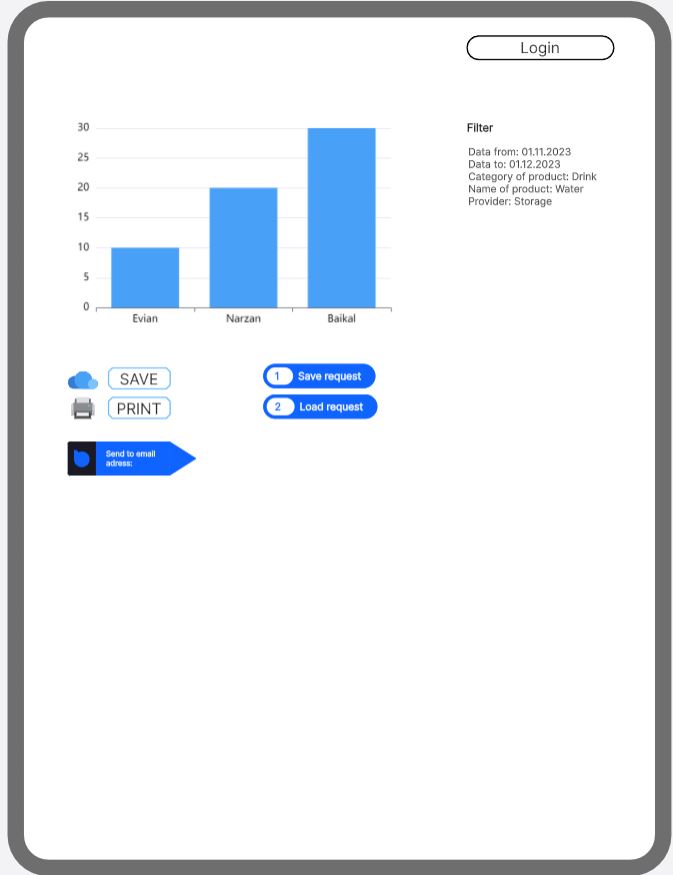 Login
30
25
20
15
10
5
0
Evian Narzan Baikal
Filter
Data from: 01.11.2023
Data to: 01.12.2023
Category of product: Drink
Name of product: Water
Provider: Storage
SAVE
PRINT
1 Save request
2 Load request
Send to email
adress: